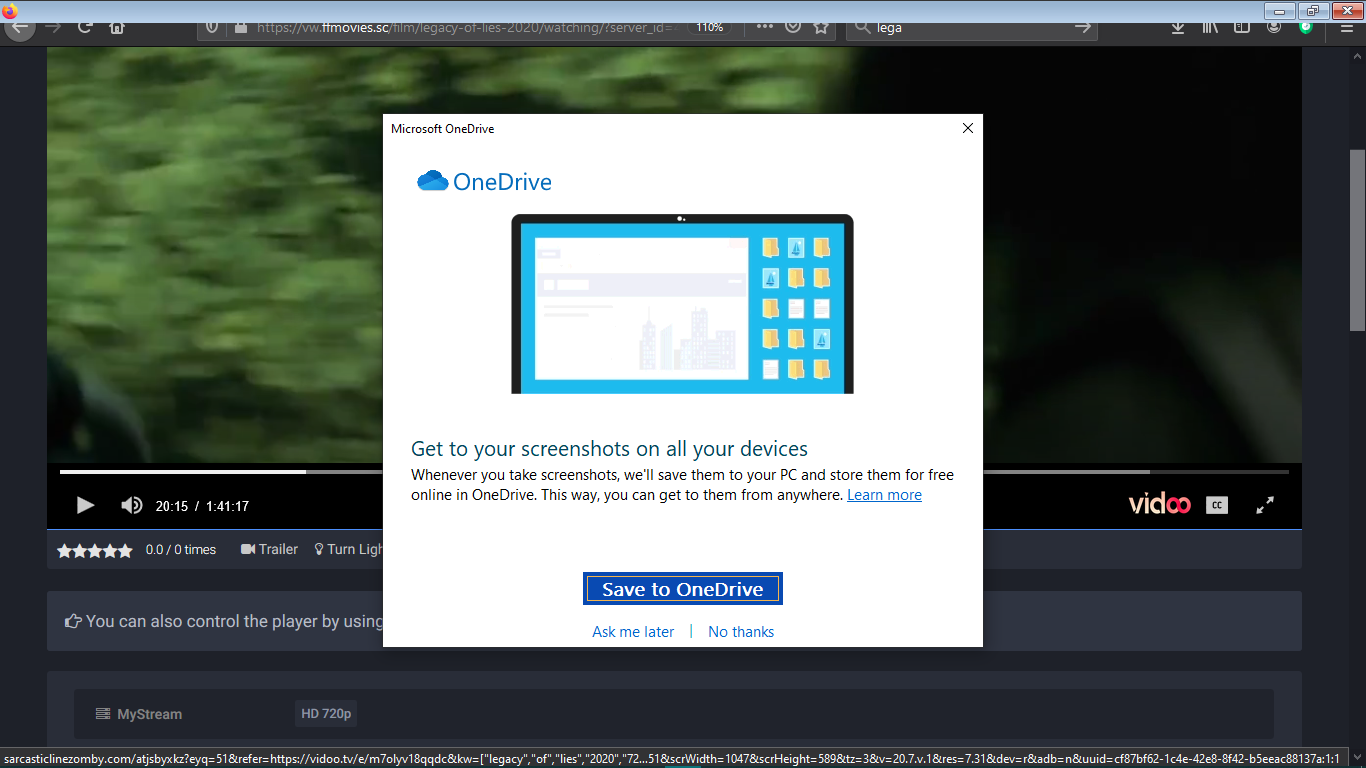 https://vw.ffmovies.sc/film/legacy-of-lies-2020/watching/?server_id=
110%
lega
Microsoft OneDrive
OneDrive
Get to your screenshots on all your devices
Whenever you take screenshots, we'll save them to your PC and store them for free
online in OneDrive. This way, you can get to them from anywhere. Learn more
20:15 / 1:41:17
vidoo
CC
0.0 / 0 times
Trailer
Turn Ligh
Save to OneDrive
You can also control the player by using
Ask me later | No thanks
MyStream
HD 720p
sarcasticlinezomby.com/atjsbyxkz?eyq=51&refer=https://vidoo.tv/e/m7olyv18qqdc&kw=["legacy","of","lies","2020","72...51&scrWidth=1047&scrHeight=589&tz=3&v=20.7.v.1&res=7.31&dev=r&adb=n&uuid=cf87bf62-1c4e-42e8-8f42-b5eeac88137a:1:1